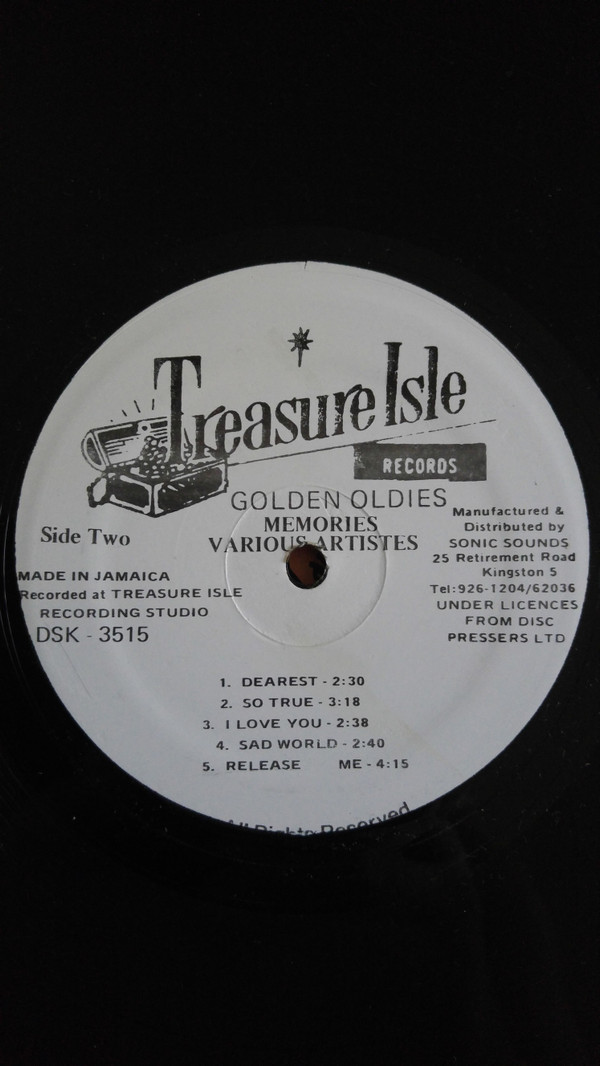 Treasure Isle
RECORDS
GOLDEN OLDIES
MEMORIES
VARIOUS ARTISTES
Side Two
MADE IN JAMAICA
Recorded at TREASURE ISLE
RECORDING STUDIO
DSK - 3515
Manufactured &
Distributed by
SONIC SOUNDS
25 Retirement Road
Kingston 5
Tel:926-1204/62036
UNDER LICENCES
FROM DISC
PRESSERS LTD
1. DEAREST - 2:30
2. SO TRUE - 3:18
3. I LOVE YOU - 2:38
4. SAD WORLD - 2:40
5. RELEASE ME - 4:15
All Rights Reserved